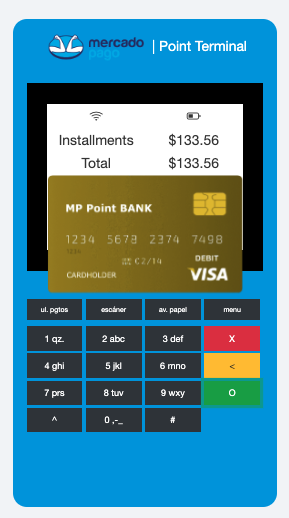 mercado pago | Point Terminal
Installments $133.56
Total $133.56
MP Point BANK
1234 5678 2374 7498
1234
C2/14
DEBIT
CARDHOLDER
VISA
ul. pgtos escáner av. papel menu
1 qz. 2 abc 3 def X
4 ghi 5 jkl 6 mno <
7 prs 8 tuv 9 wxy O
^ 0 ,-_ #